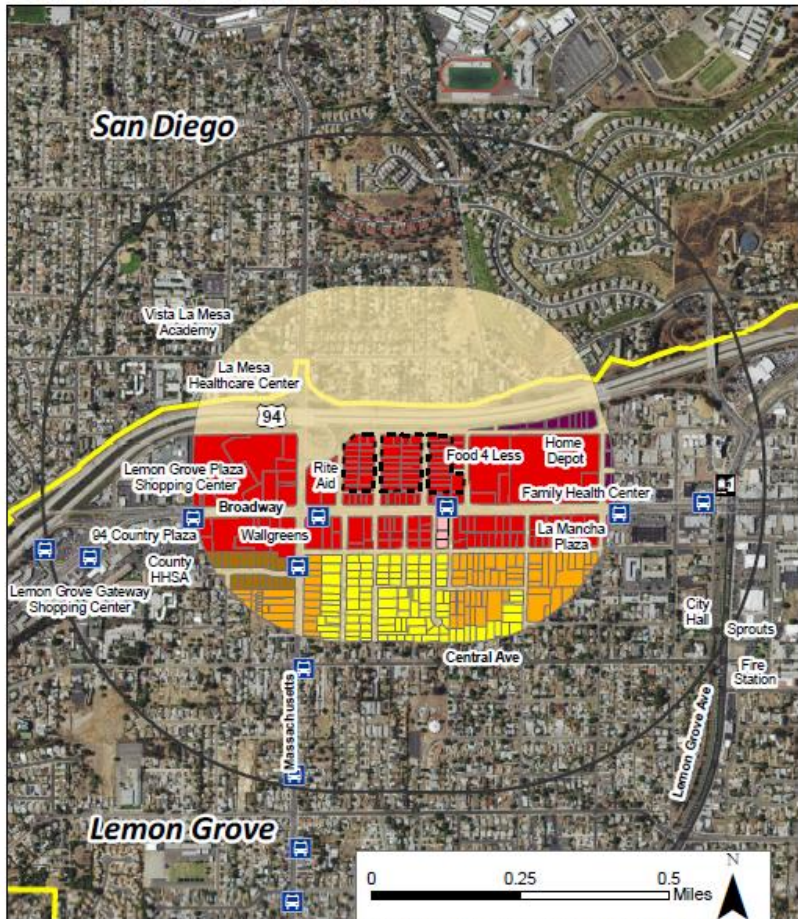 San Diego
Vista La Mesa
Academy
La Mesa
Healthcare Center
94
Lemon Grove Plaza
Shopping Center
Rite
Aid
Food 4 Less
Home
Depot
Broadway
Family Health Center
94 Country Plaza
Wallgreens
La Mancha
Plaza
County
HHSA
Lemon Grove Gateway
Shopping Center
City
Hall
Sprouts
Central Ave
Fire
Station
Massachusetts
Lemon Grove Ave
Lemon Grove
N
0 0.25 0.5
Miles